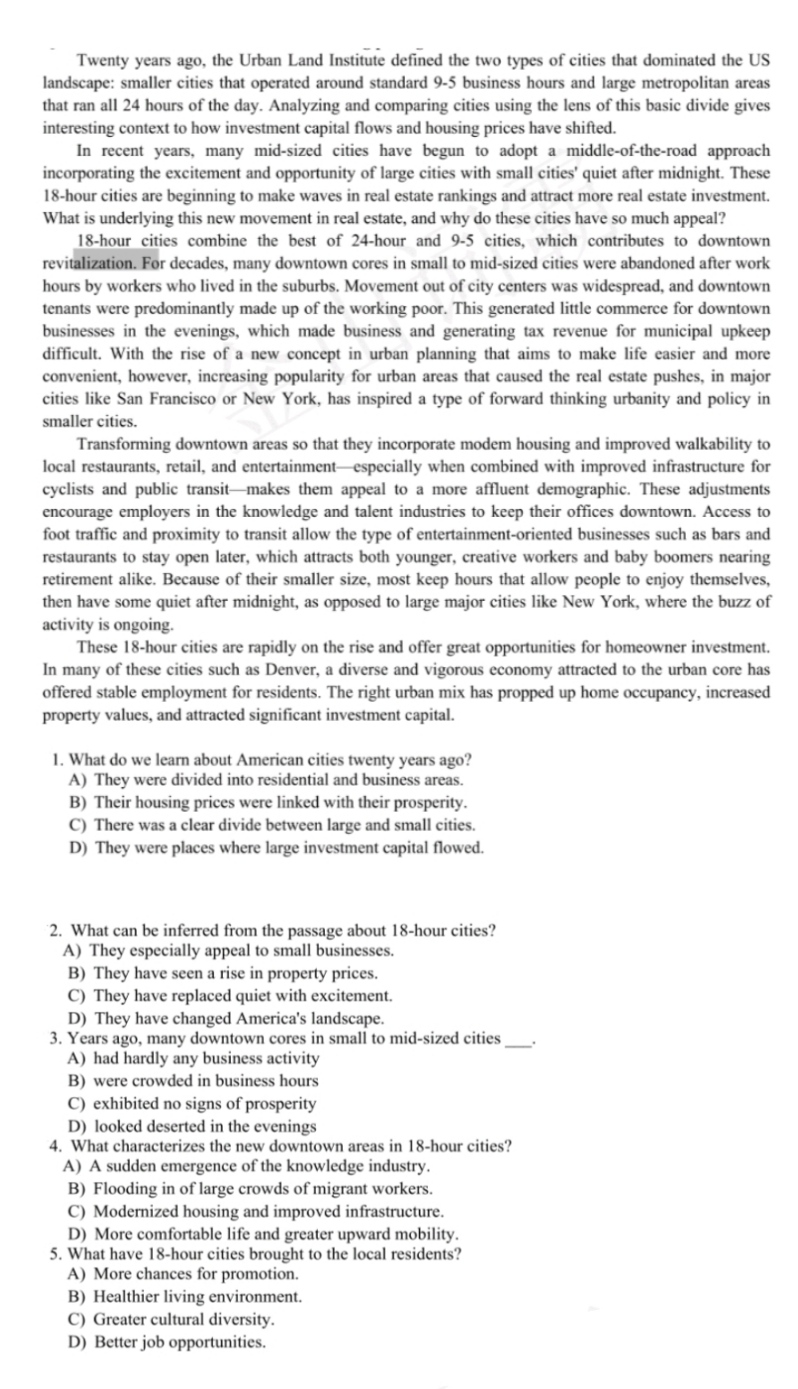 Twenty years ago, the Urban Land Institute defined the two types of cities that dominated the US
landscape: smaller cities that operated around standard 9-5 business hours and large metropolitan areas
that ran all 24 hours of the day. Analyzing and comparing cities using the lens of this basic divide gives
interesting context to how investment capital flows and housing prices have shifted.
In recent years, many mid-sized cities have begun to adopt a middle-of-the-road approach
incorporating the excitement and opportunity of large cities with small cities' quiet after midnight. These
18-hour cities are beginning to make waves in real estate rankings and attract more real estate investment.
What is underlying this new movement in real estate, and why do these cities have so much appeal?
18-hour cities combine the best of 24-hour and 9-5 cities, which contributes to downtown
revitalization. For decades, many downtown cores in small to mid-sized cities were abandoned after work
hours by workers who lived in the suburbs. Movement out of city centers was widespread, and downtown
tenants were predominantly made up of the working poor. This generated little commerce for downtown
businesses in the evenings, which made business and generating tax revenue for municipal upkeep
difficult. With the rise of a new concept in urban planning that aims to make life easier and more
convenient, however, increasing popularity for urban areas that caused the real estate pushes, in major
cities like San Francisco or New York, has inspired a type of forward thinking urbanity and policy in
smaller cities.
Transforming downtown areas so that they incorporate modem housing and improved walkability to
local restaurants, retail, and entertainment—especially when combined with improved infrastructure for
cyclists and public transit—makes them appeal to a more affluent demographic. These adjustments
encourage employers in the knowledge and talent industries to keep their offices downtown. Access to
foot traffic and proximity to transit allow the type of entertainment-oriented businesses such as bars and
restaurants to stay open later, which attracts both younger, creative workers and baby boomers nearing
retirement alike. Because of their smaller size, most keep hours that allow people to enjoy themselves,
then have some quiet after midnight, as opposed to large major cities like New York, where the buzz of
activity is ongoing.
These 18-hour cities are rapidly on the rise and offer great opportunities for homeowner investment.
In many of these cities such as Denver, a diverse and vigorous economy attracted to the urban core has
offered stable employment for residents. The right urban mix has propped up home occupancy, increased
property values, and attracted significant investment capital.
1. What do we learn about American cities twenty years ago?
A) They were divided into residential and business areas.
B) Their housing prices were linked with their prosperity.
C) There was a clear divide between large and small cities.
D) They were places where large investment capital flowed.
2. What can be inferred from the passage about 18-hour cities?
A) They especially appeal to small businesses.
B) They have seen a rise in property prices.
C) They have replaced quiet with excitement.
D) They have changed America's landscape.
3. Years ago, many downtown cores in small to mid-sized cities ___.
A) had hardly any business activity
B) were crowded in business hours
C) exhibited no signs of prosperity
D) looked deserted in the evenings
4. What characterizes the new downtown areas in 18-hour cities?
A) A sudden emergence of the knowledge industry.
B) Flooding in of large crowds of migrant workers.
C) Modernized housing and improved infrastructure.
D) More comfortable life and greater upward mobility.
5. What have 18-hour cities brought to the local residents?
A) More chances for promotion.
B) Healthier living environment.
C) Greater cultural diversity.
D) Better job opportunities.